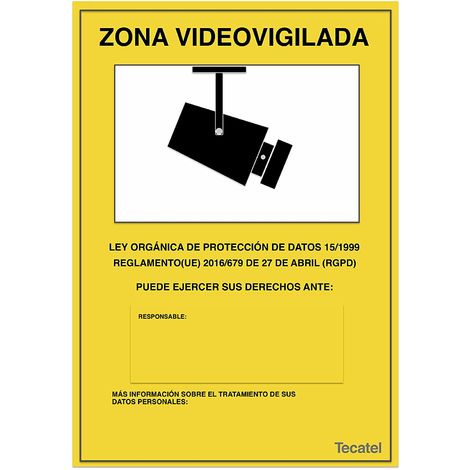 ZONA VIDEOVIGILADA
LEY ORGÁNICA DE PROTECCIÓN DE DATOS 15/1999
REGLAMENTO(UE) 2016/679 DE 27 DE ABRIL (RGPD)
PUEDE EJERCER SUS DERECHOS ANTE:
RESPONSABLE:
MÁS INFORMACIÓN SOBRE EL TRATAMIENTO DE SUS
DATOS PERSONALES:
Tecatel